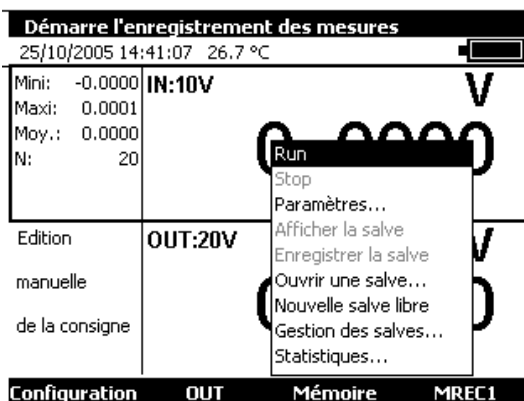 Démarre l'enregistrement des mesures
25/10/2005 14:41:07 26.7 °C
Mini: -0.0000
Maxi: 0.0001
Moy.: 0.0000
N: 20
IN:10V
V
0.0000
Run
Stop
Paramètres...
Afficher la salve
Enregistrer la salve
Ouvrir une salve...
Nouvelle salve libre
Gestion des salves...
Statistiques...
Edition
manuelle
de la consigne
OUT:20V
V
Configuration OUT Mémoire MREC1